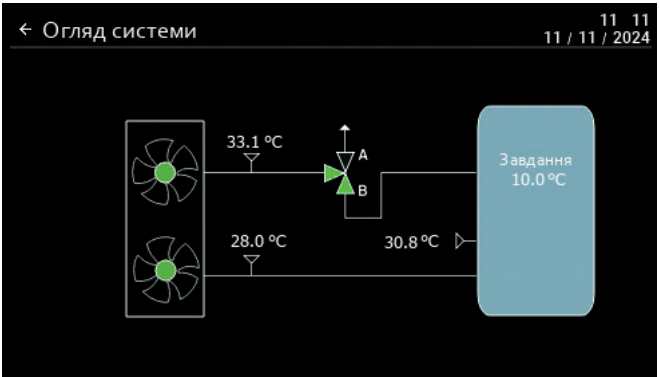 ← Огляд системи
11 11
11 / 11 / 2024
33.1 ºC
A
B
Завдання
10.0 ºC
28.0 ºC
30.8 ºC